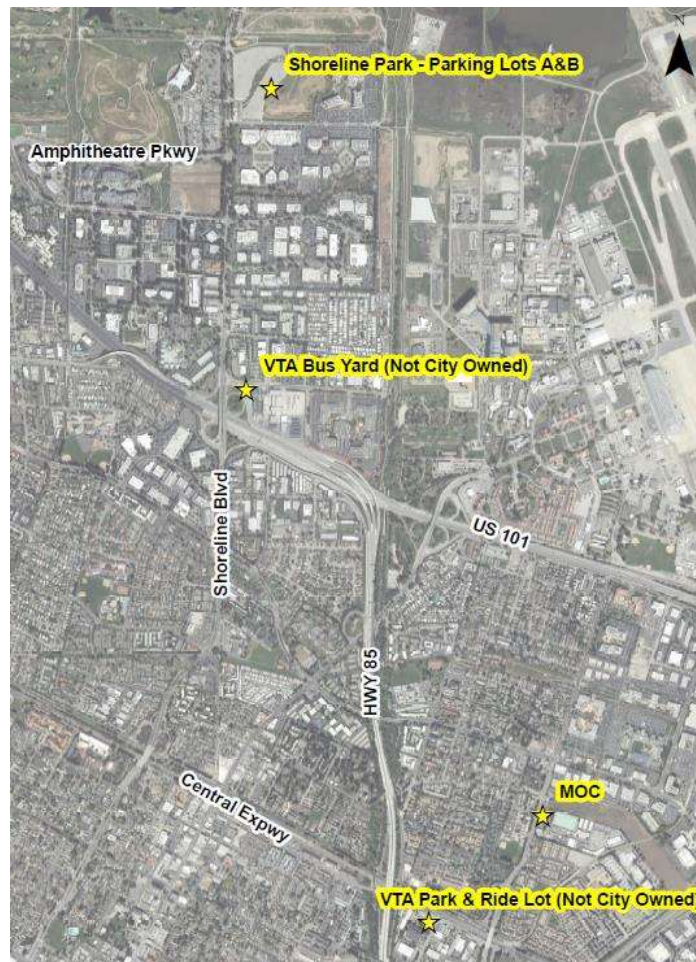 N
Shoreline Park - Parking Lots A&B
Amphitheatre Pkwy
VTA Bus Yard (Not City Owned)
US 101
Shoreline Blvd
HWY 85
MOC
Central Expwy
VTA Park & Ride Lot (Not City Owned)